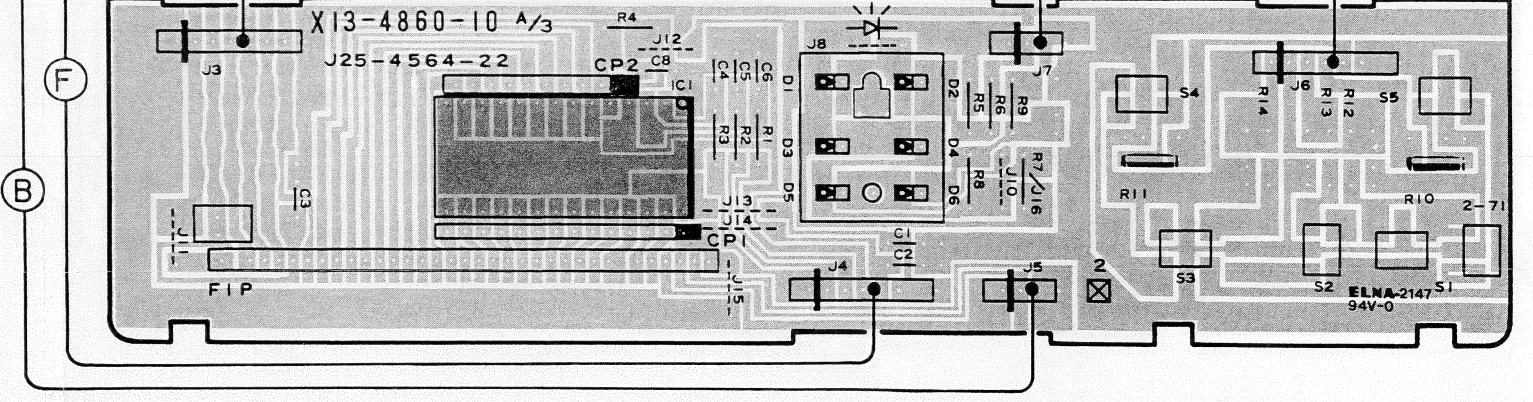 X13-4860-10 A/3
R4
J12
J8
J3
J25-4564-22
CP2
C8
J7
F
C4
C5
C6
D1
D2
IC1
R5
R6
R9
S4
R14
J6
R13
R12
S5
R3
R2
R1
D3
D4
B
C3
D5
D6
R8
J10
R7/J16
R11
R10
J13
J14
CP1
2-71
J1
C1
C2
J4
J5
2
S3
S2
S1
FIP
J15
ELNA-2147
94V-0